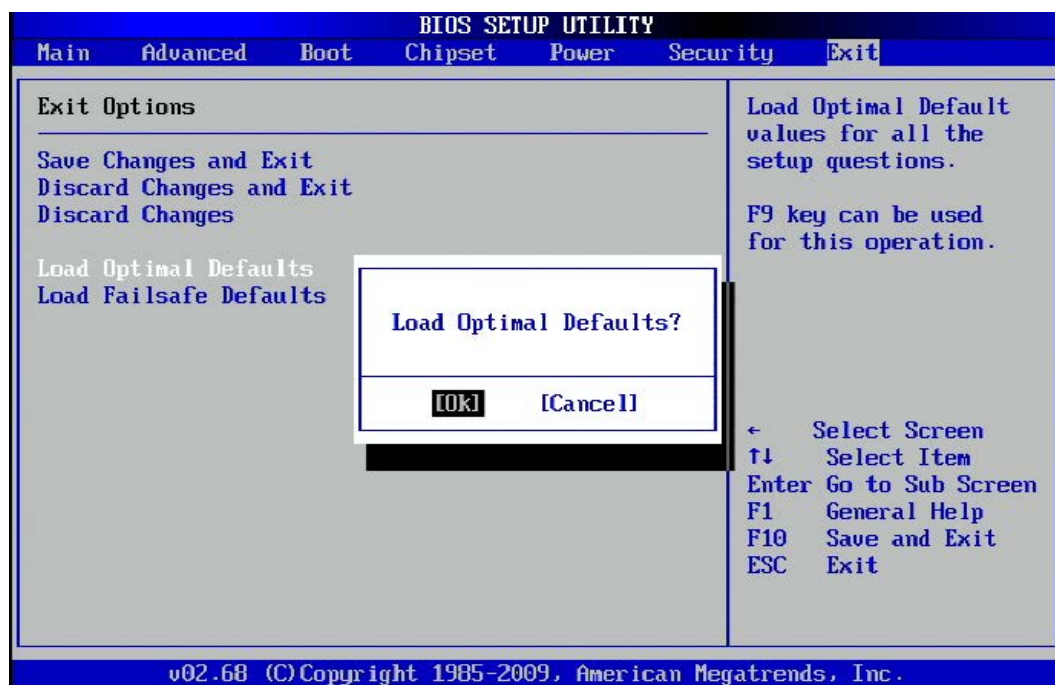 BIOS SETUP UTILITY
Main Advanced Boot Chipset Power Security Exit
Exit Options
Save Changes and Exit
Discard Changes and Exit
Discard Changes
Load Optimal Defaults
Load Failsafe Defaults
Load Optimal Defaults?
[Ok] [Cancel]
Load Optimal Default
values for all the
setup questions.
F9 key can be used
for this operation.
← Select Screen
↑↓ Select Item
Enter Go to Sub Screen
F1 General Help
F10 Save and Exit
ESC Exit
v02.68 (C)Copyright 1985-2009, American Megatrends, Inc.